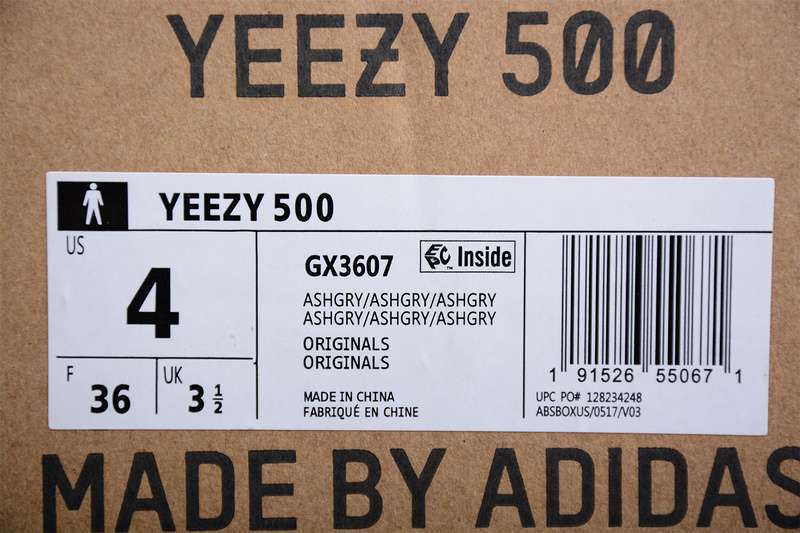 YEEZY 500
YEEZY 500
US
4
F 36
UK 3 1/2
GX3607
ESC™ Inside
ASHGRY/ASHGRY/ASHGRY
ASHGRY/ASHGRY/ASHGRY
ORIGINALS
ORIGINALS
MADE IN CHINA
FABRIQUÉ EN CHINE
1 91526 55067 1
UPC PO# 128234248
ABSBOXUS/0517/V03
MADE BY ADIDAS